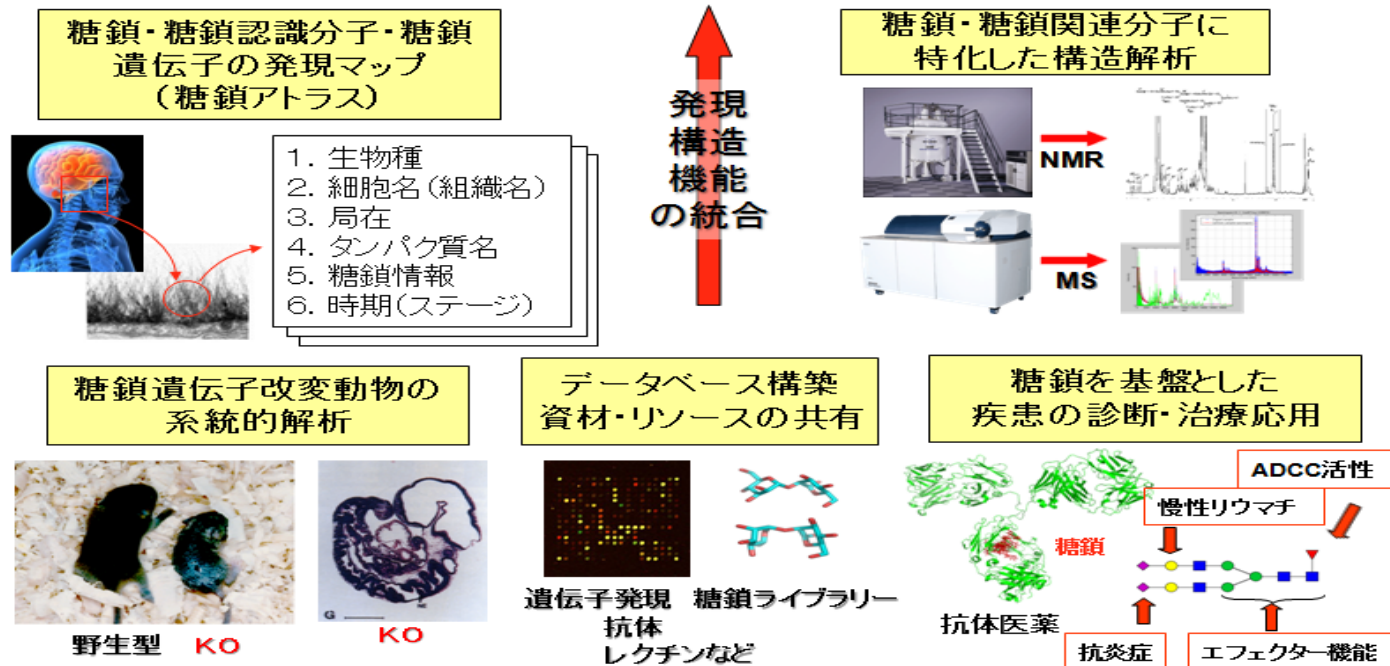 糖鎖・糖鎖認識分子・糖鎖
遺伝子の発現マップ
（糖鎖アトラス）
1. 生物種
2. 細胞名（組織名）
3. 局在
4. タンパク質名
5. 糖鎖情報
6. 時期（ステージ）
発現
構造
機能
の統合
糖鎖・糖鎖関連分子に
特化した構造解析
NMR
MS
糖鎖遺伝子改変動物の
系統的解析
野生型 KO
G
KO
データベース構築
資材・リソースの共有
遺伝子発現 糖鎖ライブラリー
抗体
レクチンなど
糖鎖を基盤とした
疾患の診断・治療応用
ADCC活性
慢性リウマチ
糖鎖
抗体医薬
抗炎症
エフェクター機能